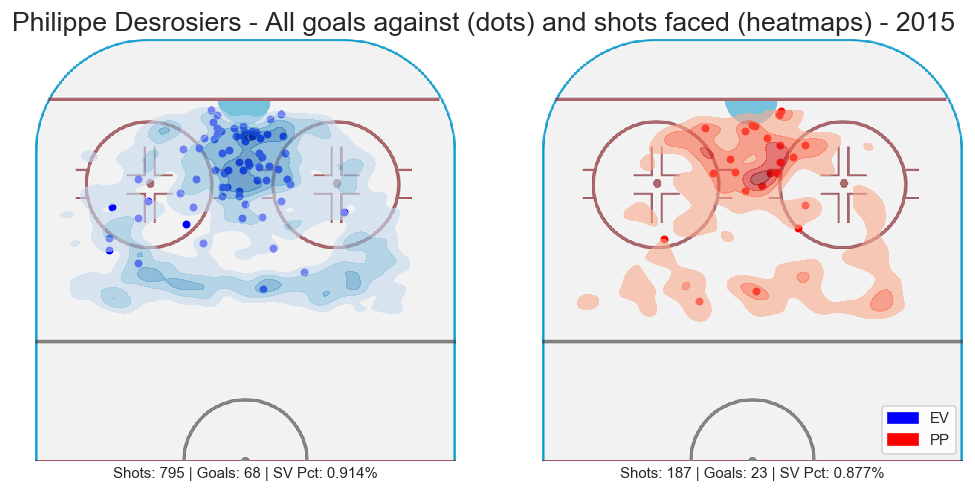 Philippe Desrosiers - All goals against (dots) and shots faced (heatmaps) - 2015
EV
PP
Shots: 795 | Goals: 68 | SV Pct: 0.914%
Shots: 187 | Goals: 23 | SV Pct: 0.877%